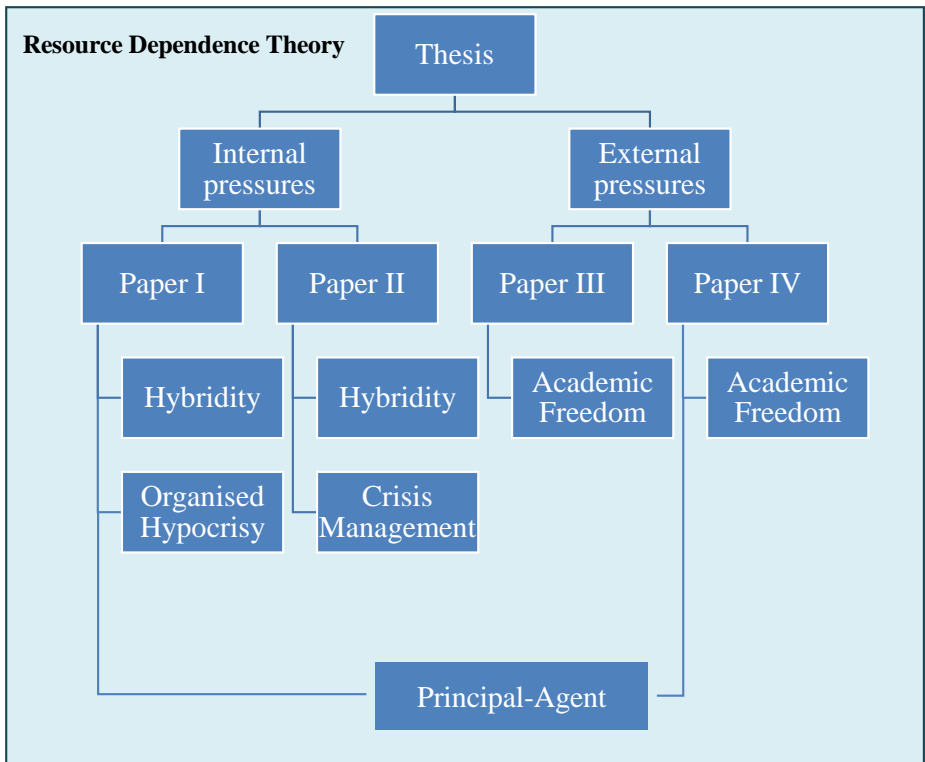 Resource Dependence Theory
Thesis
Internal
pressures
External
pressures
Paper I
Paper II
Paper III
Paper IV
Hybridity
Hybridity
Academic
Freedom
Academic
Freedom
Organised
Hypocrisy
Crisis
Management
Principal-Agent